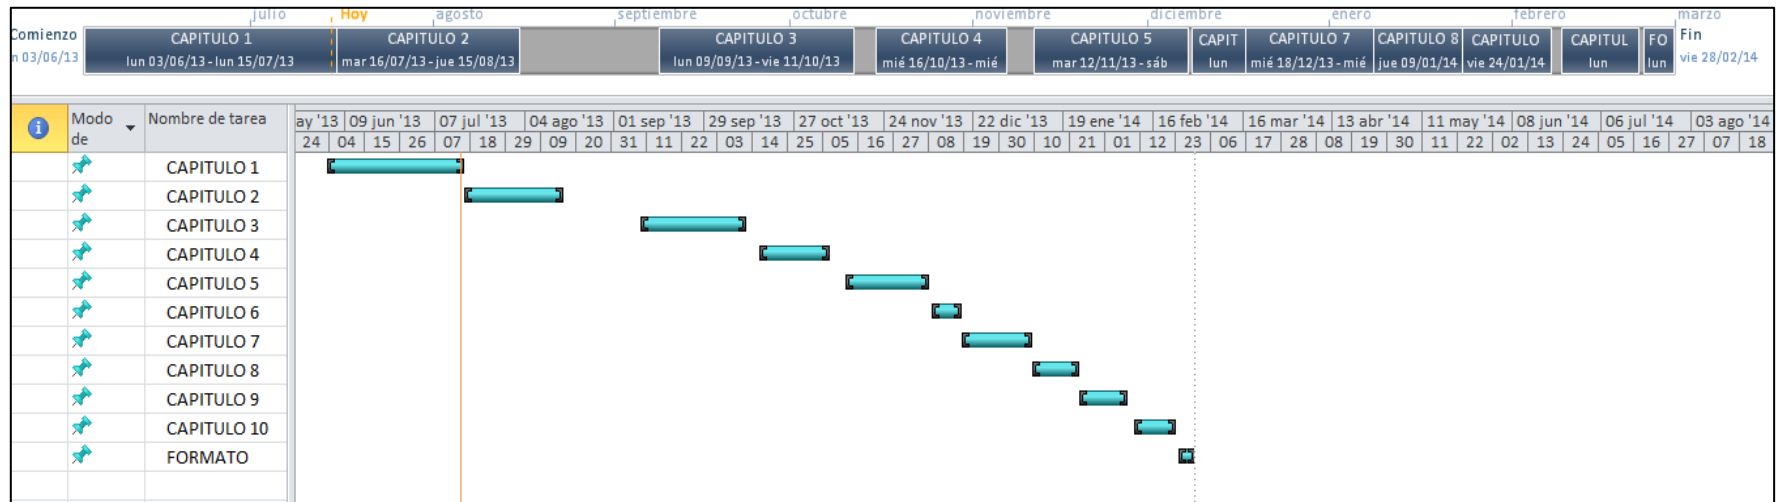 julio Hoy agosto septiembre octubre noviembre diciembre enero febrero marzo
Comienzo CAPITULO 1 CAPITULO 2 CAPITULO 3 CAPITULO 4 CAPITULO 5 CAPIT CAPITULO 7 CAPITULO 8 CAPITULO CAPITUL FO Fin
n 03/06/13 lun 03/06/13 - lun 15/07/13 mar 16/07/13 - jue 15/08/13 lun 09/09/13 - vie 11/10/13 mié 16/10/13 - mié mar 12/11/13 - sáb lun mié 18/12/13 - mié jue 09/01/14 vie 24/01/14 lun lun vie 28/02/14
Modo de Nombre de tarea
ay '13 09 jun '13 07 jul '13 04 ago '13 01 sep '13 29 sep '13 27 oct '13 24 nov '13 22 dic '13 19 ene '14 16 feb '14 16 mar '14 13 abr '14 11 may '14 08 jun '14 06 jul '14 03 ago '14
24 04 15 26 07 18 29 09 20 31 11 22 03 14 25 05 16 27 08 19 30 10 21 01 12 23 06 17 28 08 19 30 11 22 02 13 24 05 16 27 07 18
CAPITULO 1
CAPITULO 2
CAPITULO 3
CAPITULO 4
CAPITULO 5
CAPITULO 6
CAPITULO 7
CAPITULO 8
CAPITULO 9
CAPITULO 10
FORMATO